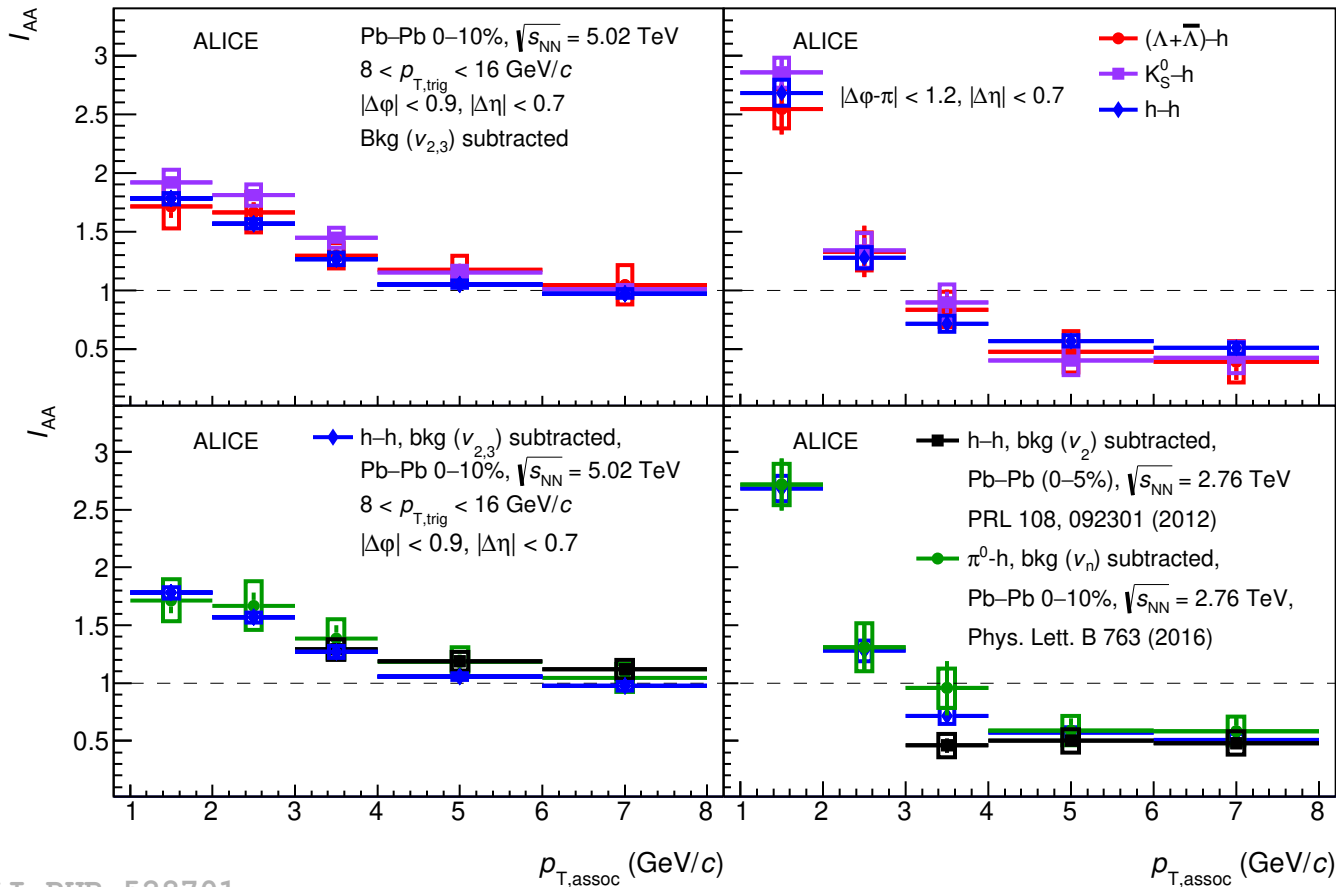 I_AA
ALICE
Pb–Pb 0–10%, √s_NN = 5.02 TeV
8 < p_T,trig < 16 GeV/c
|Δφ| < 0.9, |Δη| < 0.7
Bkg (v_2,3) subtracted
3
2.5
2
1.5
1
0.5
ALICE
|Δφ-π| < 1.2, |Δη| < 0.7
(Λ+Λ̅)–h
K⁰_S–h
h–h
I_AA
ALICE
h–h, bkg (v_2,3) subtracted,
Pb–Pb 0–10%, √s_NN = 5.02 TeV
8 < p_T,trig < 16 GeV/c
|Δφ| < 0.9, |Δη| < 0.7
3
2.5
2
1.5
1
0.5
ALICE
h–h, bkg (v_2) subtracted,
Pb–Pb (0–5%), √s_NN = 2.76 TeV
PRL 108, 092301 (2012)
π⁰-h, bkg (v_n) subtracted,
Pb–Pb 0–10%, √s_NN = 2.76 TeV,
Phys. Lett. B 763 (2016)
1 2 3 4 5 6 7 8
1 2 3 4 5 6 7 8
p_T,assoc (GeV/c)
p_T,assoc (GeV/c)